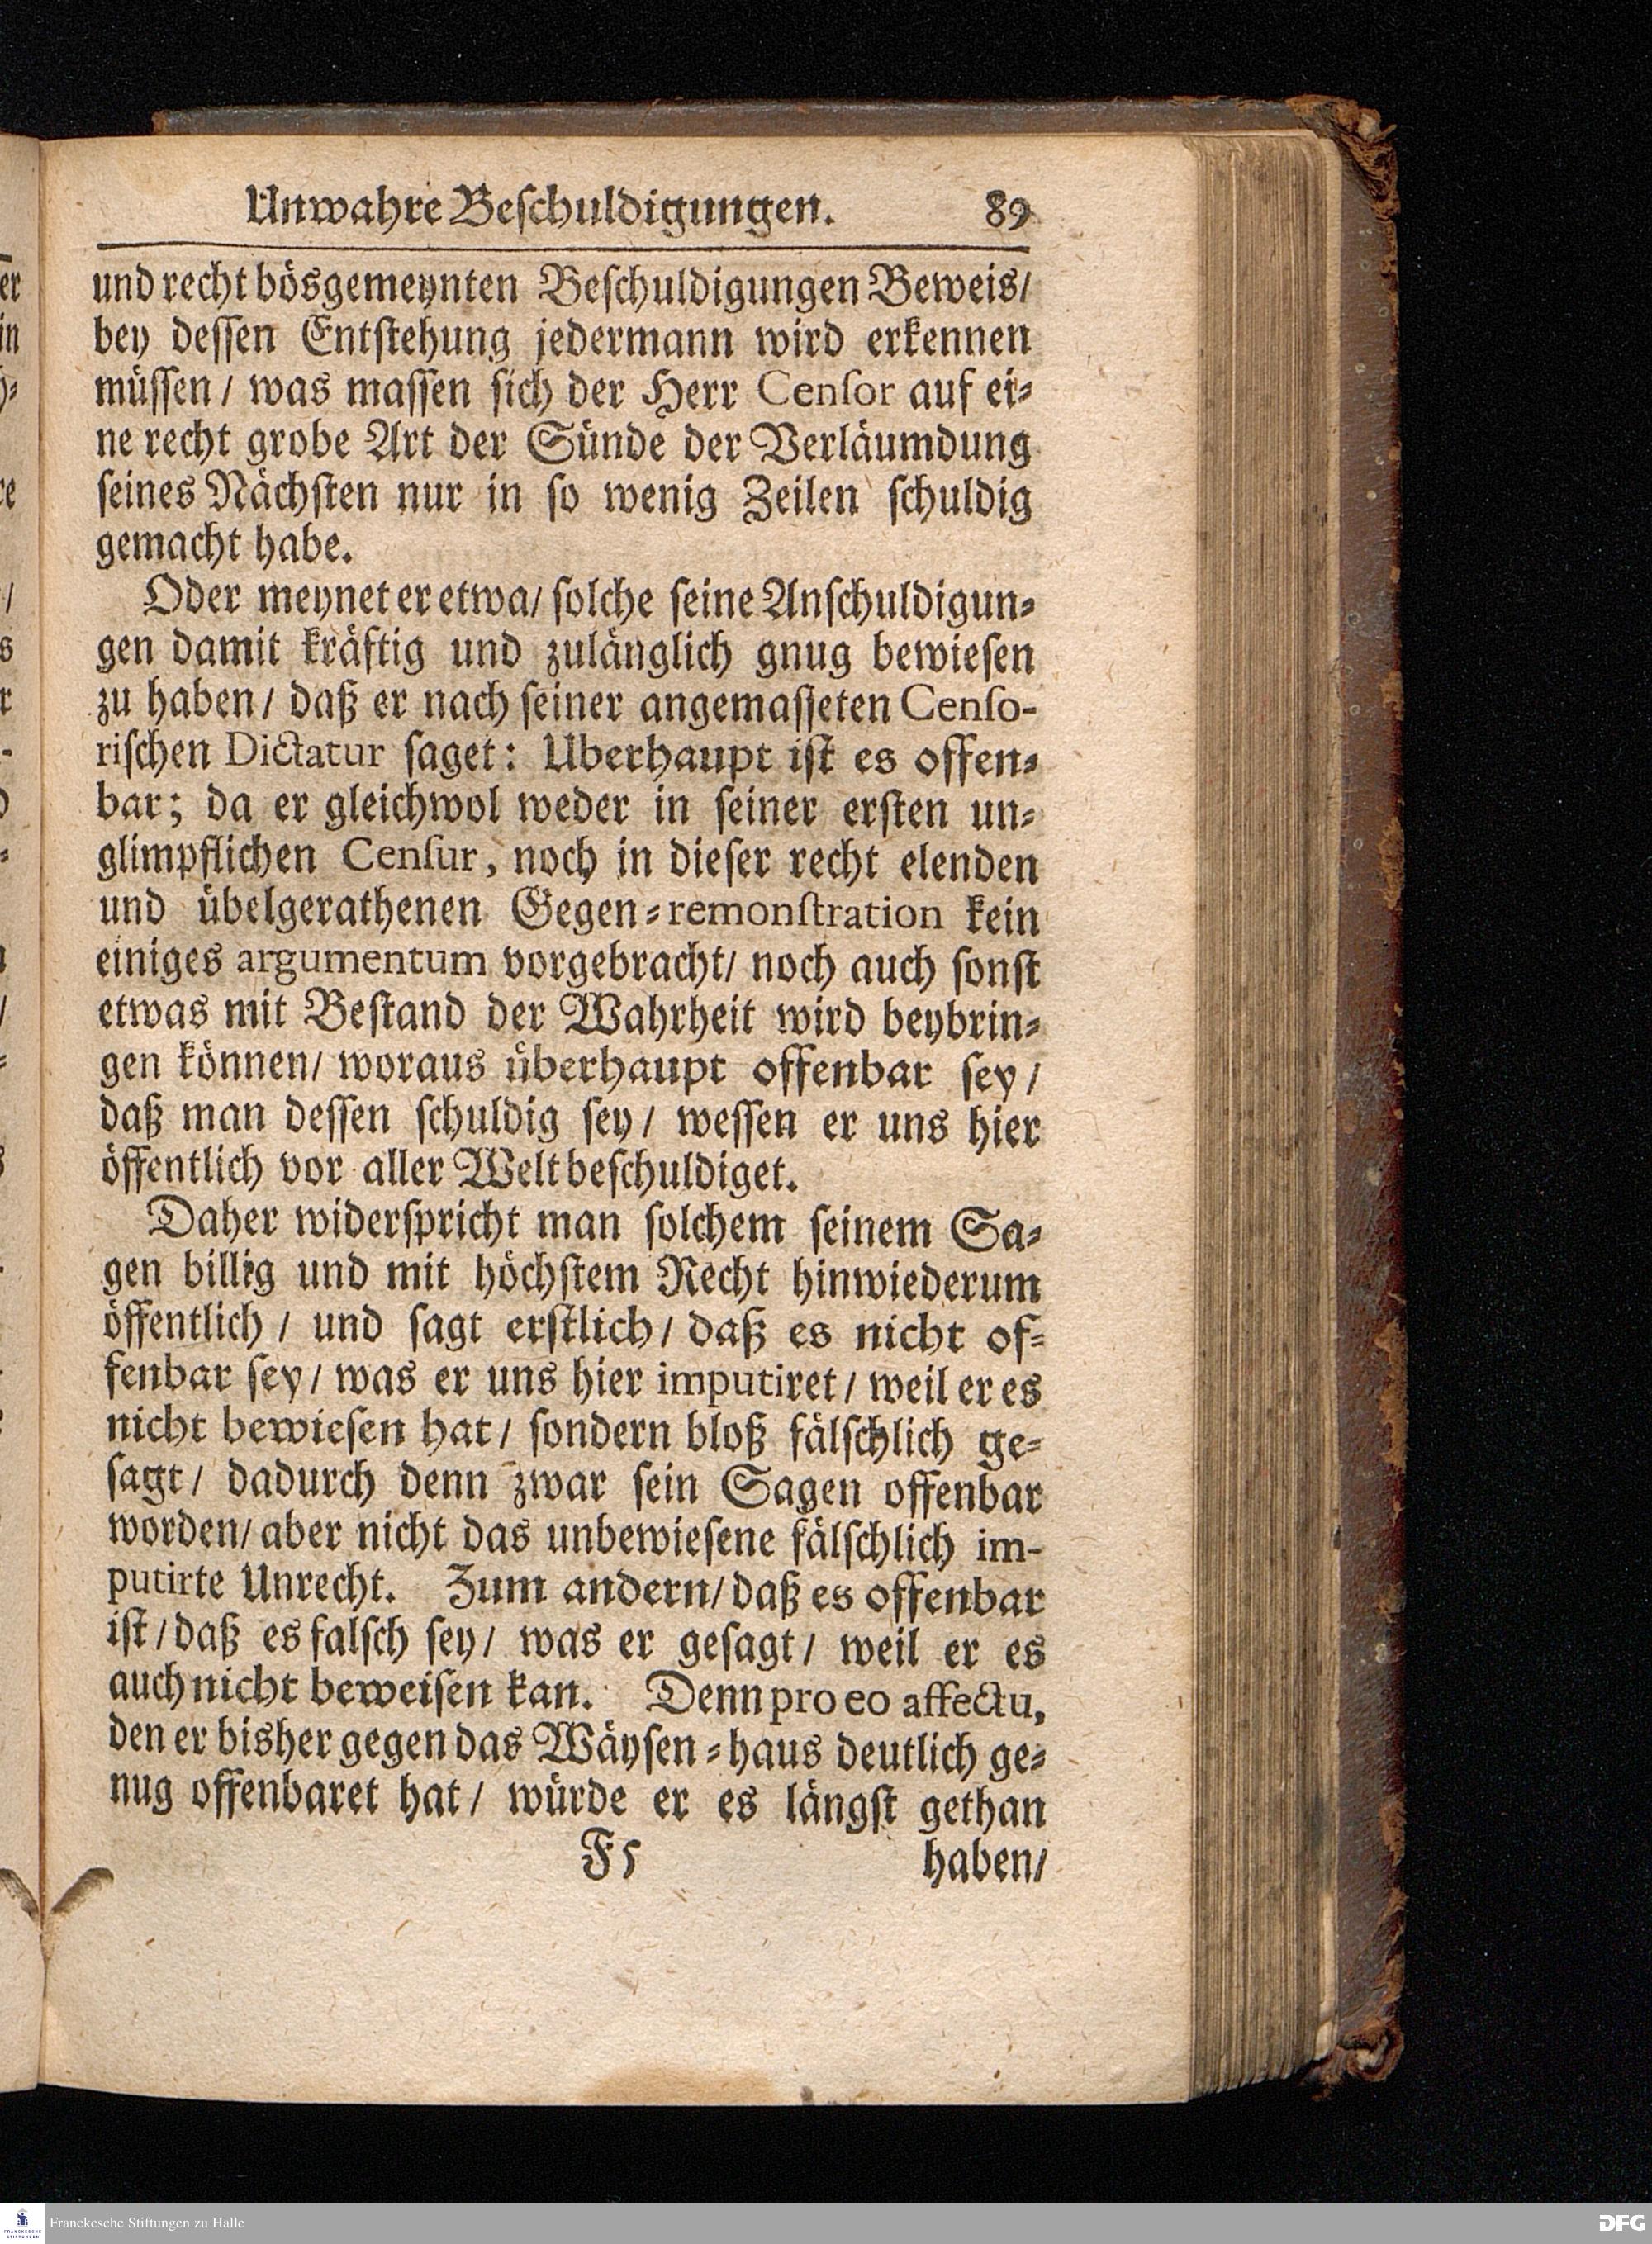 Unwahre Beschuldigungen. 89
und recht bösgemeynten Beschuldigungen Beweis/
bey dessen Entstehung jedermann wird erkennen
müssen/ was massen sich der Herr Censor auf ei-
ne recht grobe Art der Sünde der Verläumdung
seines Nächsten nur in so wenig Zeilen schuldig
gemacht habe.
Oder meynet er etwa/ solche seine Anschuldigun-
gen damit kräftig und zulänglich gnug bewiesen
zu haben/ daß er nach seiner angemasseten Censo-
rischen Dictatur saget: Uberhaupt ist es offen-
bar; da er gleichwol weder in seiner ersten un-
glimpflichen Censur, noch in dieser recht elenden
und übelgerathenen Gegen-remonstration kein
einiges argumentum vorgebracht/ noch auch sonst
etwas mit Bestand der Wahrheit wird beybrin-
gen können/ woraus überhaupt offenbar sey/
daß man dessen schuldig sey/ wessen er uns hier
öffentlich vor aller Welt beschuldiget.
Daher widerspricht man solchem seinem Sa-
gen billig und mit höchstem Recht hinwiederum
öffentlich/ und sagt erstlich/ daß es nicht of-
fenbar sey/ was er uns hier imputiret/ weil er es
nicht bewiesen hat/ sondern bloß fälschlich ge-
sagt/ dadurch denn zwar sein Sagen offenbar
worden/ aber nicht das unbewiesene fälschlich im-
putirte Unrecht. Zum andern/ daß es offenbar
ist/ daß es falsch sey/ was er gesagt/ weil er es
auch nicht beweisen kan. Denn pro eo affectu,
den er bisher gegen das Wäysen-haus deutlich ge-
nug offenbaret hat/ würde er es längst gethan
F5 haben/
Franckesche Stiftungen zu Halle
DFG